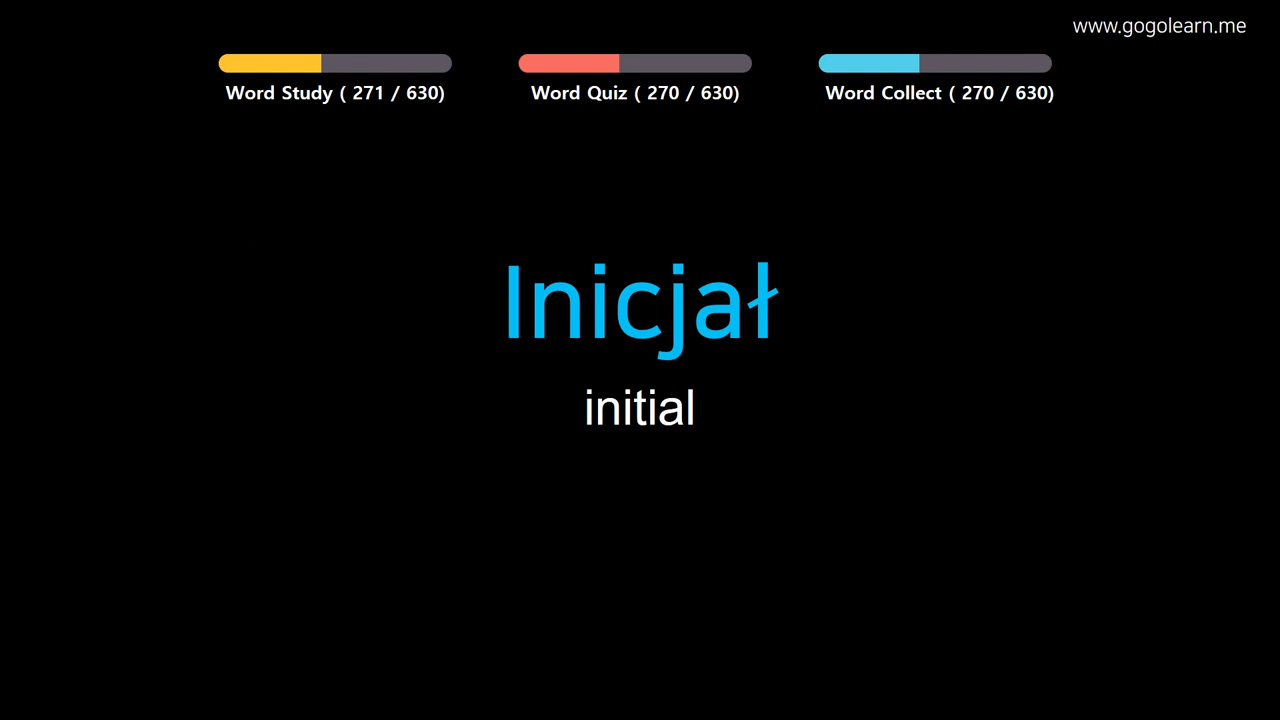 www.gogolearn.me
Word Study ( 271 / 630)
Word Quiz ( 270 / 630)
Word Collect ( 270 / 630)
Inicjał
initial